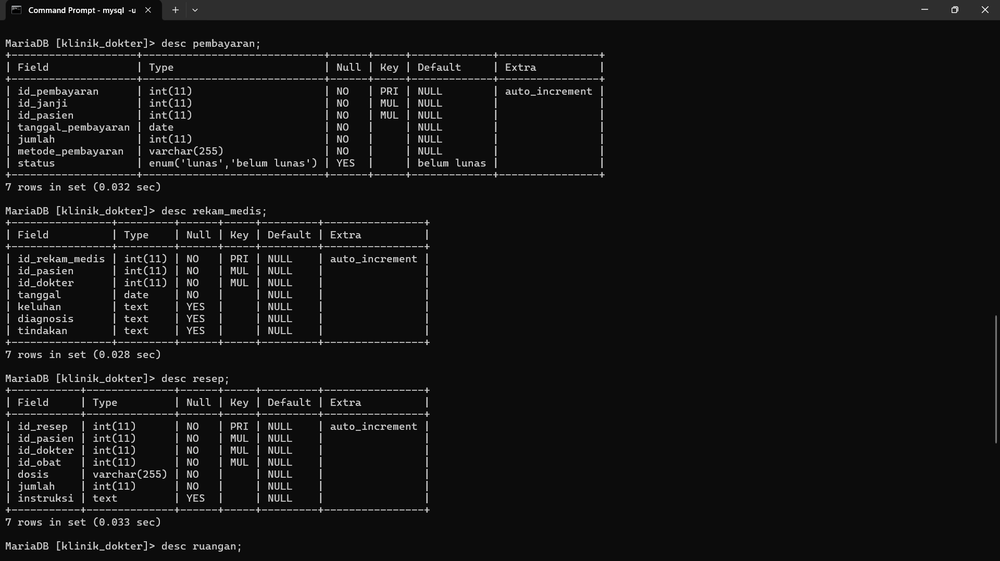 Command Prompt - mysql  -u
MariaDB [klinik_dokter]> desc pembayaran;
+---------------------+-----------------------------+------+-----+-------------+----------------+
| Field               | Type                        | Null | Key | Default     | Extra          |
+---------------------+-----------------------------+------+-----+-------------+----------------+
| id_pembayaran       | int(11)                     | NO   | PRI | NULL        | auto_increment |
| id_janji            | int(11)                     | NO   | MUL | NULL        |                |
| id_pasien           | int(11)                     | NO   | MUL | NULL        |                |
| tanggal_pembayaran  | date                        | NO   |     | NULL        |                |
| jumlah              | int(11)                     | NO   |     | NULL        |                |
| metode_pembayaran   | varchar(255)                | NO   |     | NULL        |                |
| status              | enum('lunas','belum lunas') | YES  |     | belum lunas |                |
+---------------------+-----------------------------+------+-----+-------------+----------------+
7 rows in set (0.032 sec)
MariaDB [klinik_dokter]> desc rekam_medis;
+----------------+---------+------+-----+---------+----------------+
| Field          | Type    | Null | Key | Default | Extra          |
+----------------+---------+------+-----+---------+----------------+
| id_rekam_medis | int(11) | NO   | PRI | NULL    | auto_increment |
| id_pasien      | int(11) | NO   | MUL | NULL    |                |
| id_dokter      | int(11) | NO   | MUL | NULL    |                |
| tanggal        | date    | NO   |     | NULL    |                |
| keluhan        | text    | YES  |     | NULL    |                |
| diagnosis      | text    | YES  |     | NULL    |                |
| tindakan       | text    | YES  |     | NULL    |                |
+----------------+---------+------+-----+---------+----------------+
7 rows in set (0.028 sec)
MariaDB [klinik_dokter]> desc resep;
+-----------+--------------+------+-----+---------+----------------+
| Field     | Type         | Null | Key | Default | Extra          |
+-----------+--------------+------+-----+---------+----------------+
| id_resep  | int(11)      | NO   | PRI | NULL    | auto_increment |
| id_pasien | int(11)      | NO   | MUL | NULL    |                |
| id_dokter | int(11)      | NO   | MUL | NULL    |                |
| id_obat   | int(11)      | NO   | MUL | NULL    |                |
| dosis     | varchar(255) | NO   |     | NULL    |                |
| jumlah    | int(11)      | NO   |     | NULL    |                |
| instruksi | text         | YES  |     | NULL    |                |
+-----------+--------------+------+-----+---------+----------------+
7 rows in set (0.033 sec)
MariaDB [klinik_dokter]> desc ruangan;